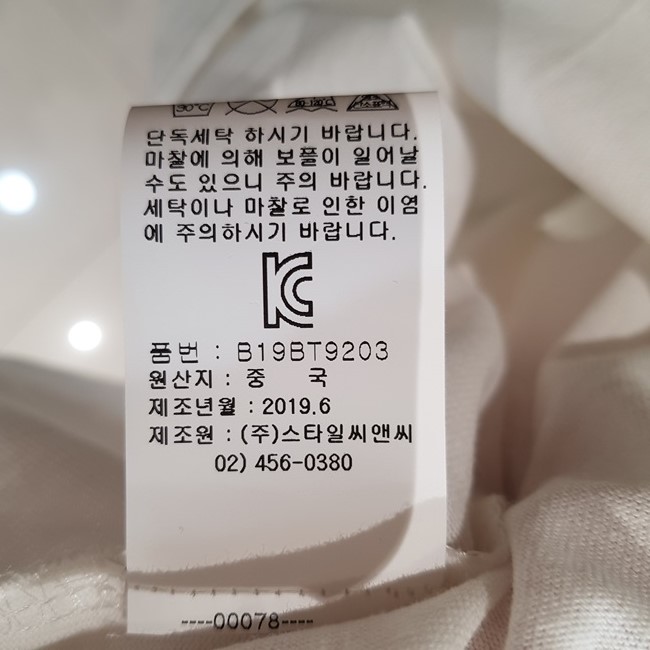 90℃ 80-120℃
단독세탁 하시기 바랍니다.
마찰에 의해 보풀이 일어날
수도 있으니 주의 바랍니다.
세탁이나 마찰로 인한 이염
에 주의하시기 바랍니다.
KC
품번 : B19BT9203
원산지 : 중 국
제조년월 : 2019.6
제조원 : (주)스타일씨앤씨
02) 456-0380
----00078----